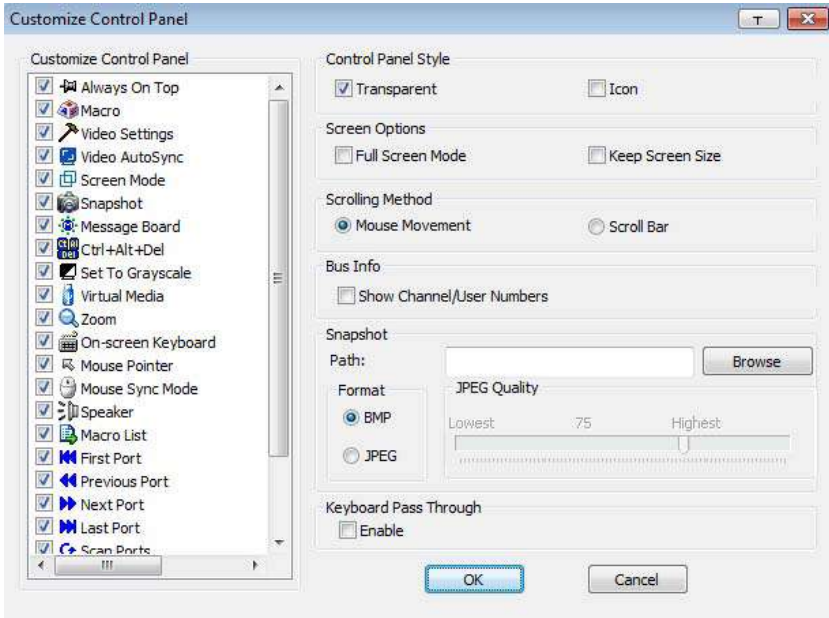 Customize Control Panel
T
Customize Control Panel
Always On Top
Macro
Video Settings
Video AutoSync
Screen Mode
Snapshot
Message Board
Ctrl+Alt+Del
Set To Grayscale
Virtual Media
Zoom
On-screen Keyboard
Mouse Pointer
Mouse Sync Mode
Speaker
Macro List
First Port
Previous Port
Next Port
Last Port
Scan Ports
Control Panel Style
Transparent Icon
Screen Options
Full Screen Mode Keep Screen Size
Scrolling Method
Mouse Movement Scroll Bar
Bus Info
Show Channel/User Numbers
Snapshot
Path: Browse
Format
BMP
JPEG
JPEG Quality
Lowest 75 Highest
Keyboard Pass Through
Enable
OK Cancel